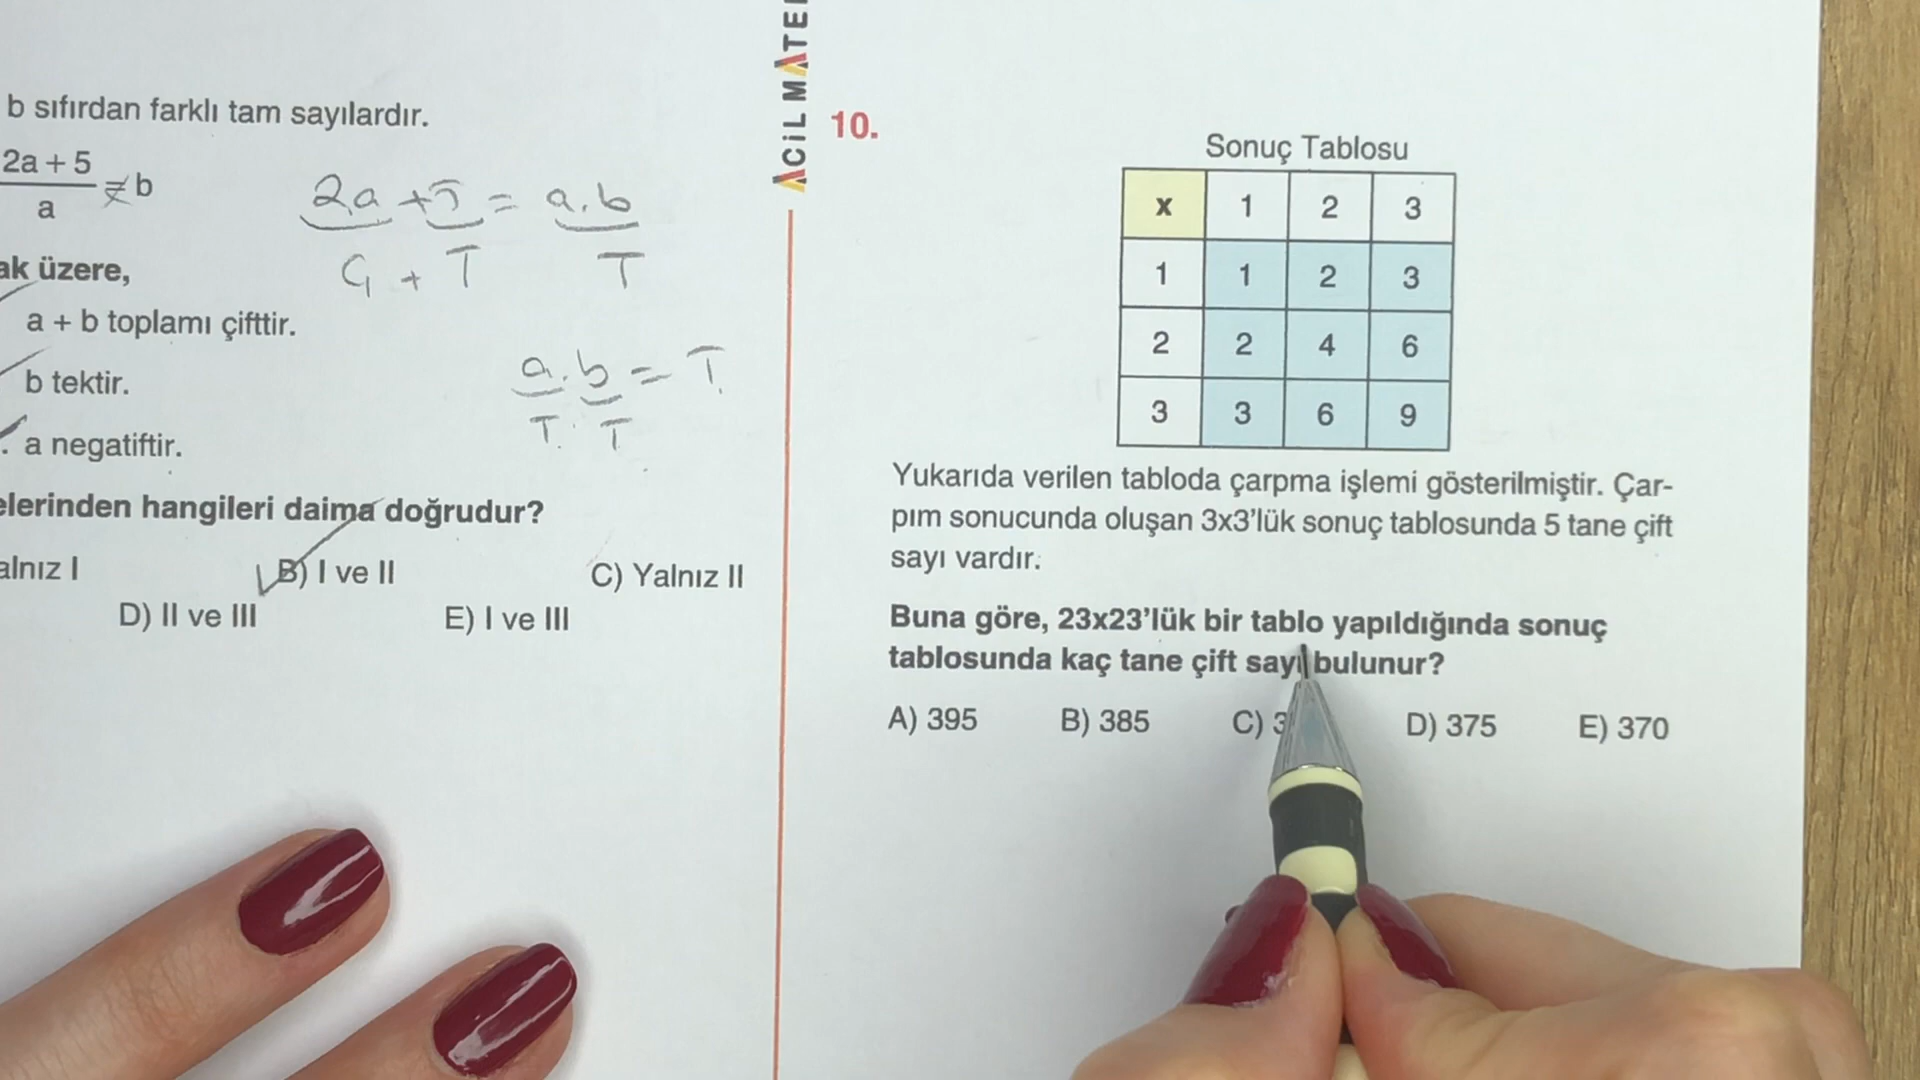 b sıfırdan farklı tam sayılardır.
2a + 5
≠ b
a
2a + 5 = a.b
Ç + T T
ak üzere,
a + b toplamı çifttir.
a . b = T
T . T
b tektir.
a negatiftir.
elerinden hangileri daima doğrudur?
alnız I B) I ve II C) Yalnız II
D) II ve III E) I ve III
ACİL MATE
10.
Sonuç Tablosu
x 1 2 3
1 1 2 3
2 2 4 6
3 3 6 9
Yukarıda verilen tabloda çarpma işlemi gösterilmiştir. Çar-
pım sonucunda oluşan 3x3'lük sonuç tablosunda 5 tane çift
sayı vardır.
Buna göre, 23x23'lük bir tablo yapıldığında sonuç
tablosunda kaç tane çift sayı bulunur?
A) 395 B) 385 C) 3 D) 375 E) 370